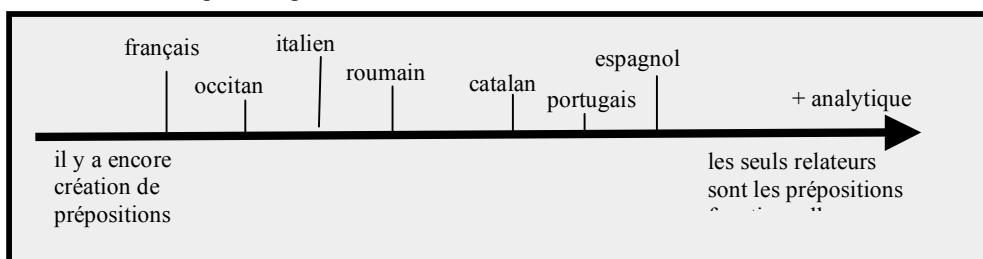 français
italien
occitan
roumain
catalan
portugais
espagnol
+ analytique
il y a encore
création de
prépositions
les seuls relateurs
sont les prépositions